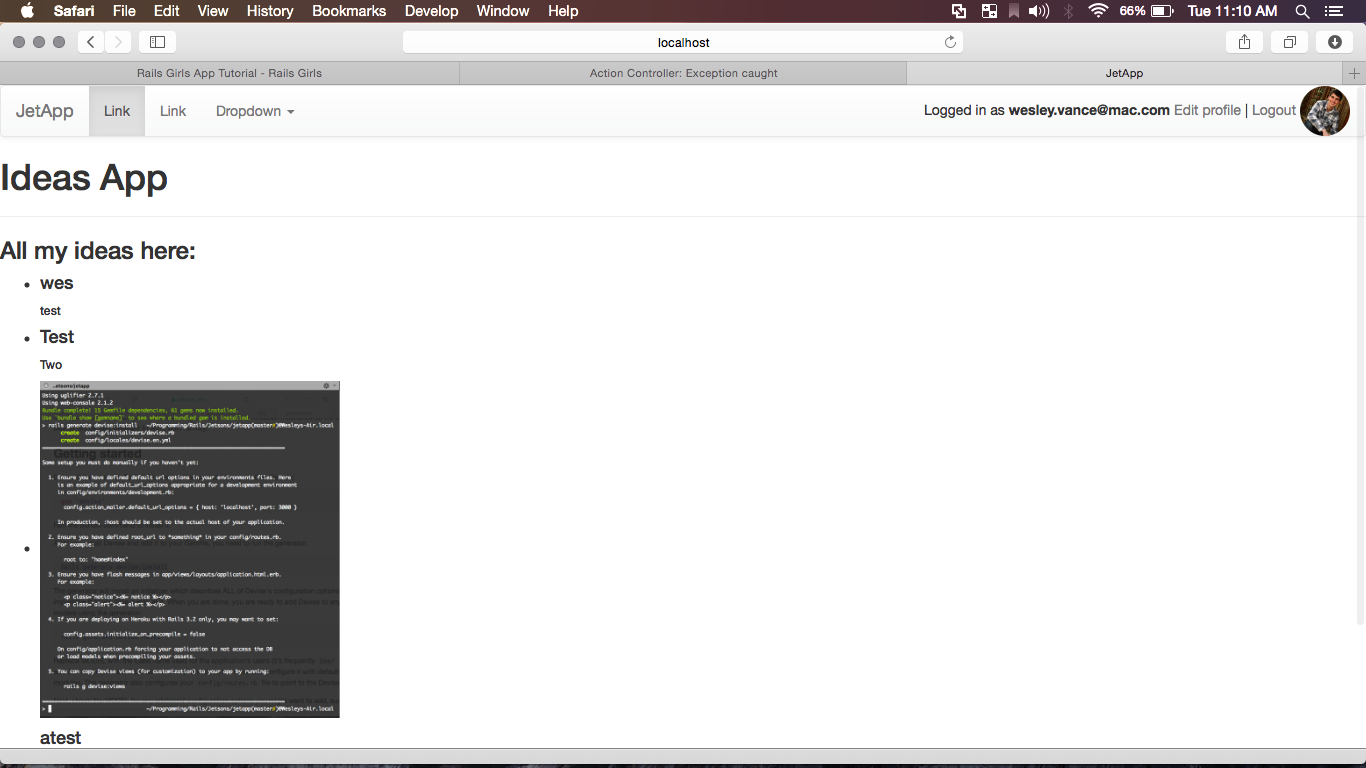 Safari File Edit View History Bookmarks Develop Window Help 66% Tue 11:10 AM
localhost
Rails Girls App Tutorial - Rails Girls Action Controller: Exception caught JetApp
JetApp Link Link Dropdown Logged in as wesley.vance@mac.com Edit profile | Logout
Ideas App
All my ideas here:
wes
test
Test
Two
..etsons/jetapp
Using uglifier 2.7.1
Using web-console 2.1.2
Bundle complete! 15 Gemfile dependencies, 61 gems now installed.
Use `bundle show [gemname]` to see where a bundled gem is installed.
> rails generate devise:install ~/Programming/Rails/Jetsons/jetapp(master#)@Wesleys-Air.local
create config/initializers/devise.rb
create config/locales/devise.en.yml
Getting started
Some setup you must do manually if you haven't yet:
1. Ensure you have defined default url options in your environments files. Here
is an example of default_url_options appropriate for a development environment
in config/environments/development.rb:
config.action_mailer.default_url_options = { host: 'localhost', port: 3000 }
In production, :host should be set to the actual host of your application.
2. Ensure you have defined root_url to *something* in your config/routes.rb.
For example:
root to: "home#index"
3. Ensure you have flash messages in app/views/layouts/application.html.erb.
For example:
<p class="notice"><%= notice %></p>
<p class="alert"><%= alert %></p>
4. If you are deploying on Heroku with Rails 3.2 only, you may want to set:
config.assets.initialize_on_precompile = false
On config/application.rb forcing your application to not access the DB
or load models when precompiling your assets.
5. You can copy Devise views (for customization) to your app by running:
rails g devise:views
> ~/Programming/Rails/Jetsons/jetapp(master#)@Wesleys-Air.local
atest